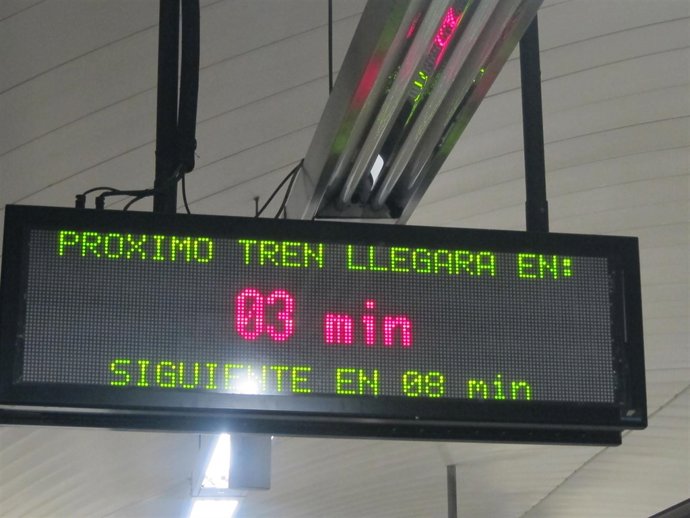 PROXIMO TREN LLEGARA EN:
03 min
SIGUIENTE EN 08 min